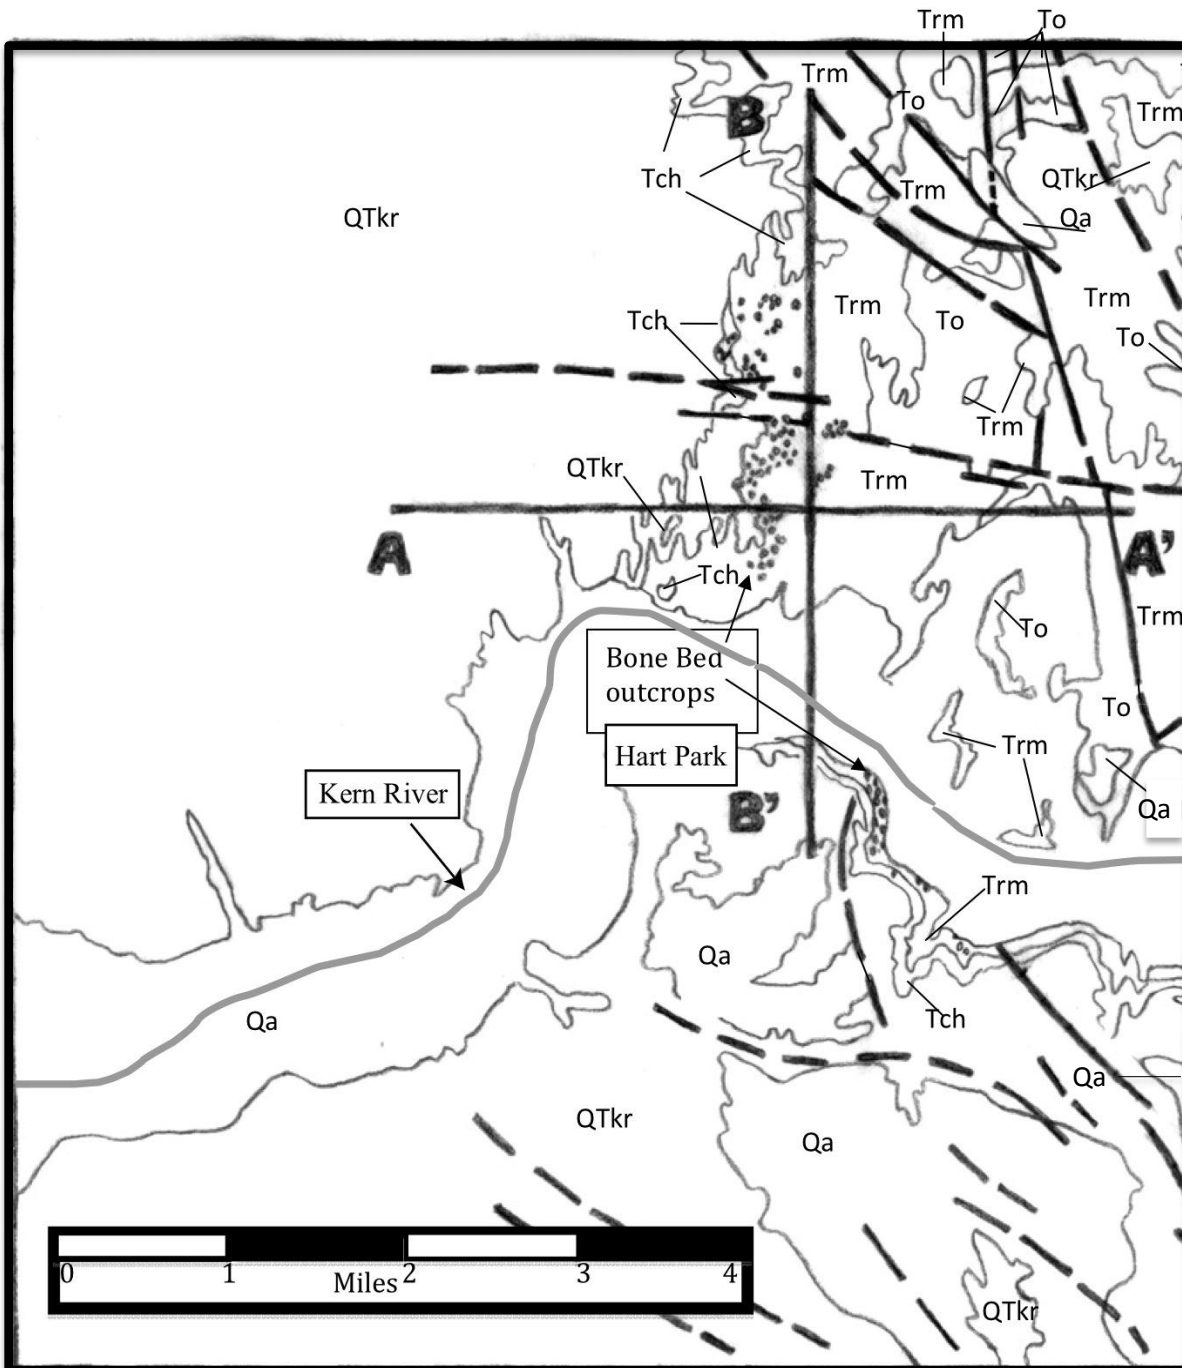 Trm
To
Trm
B
To
Trm
QTkr
Tch
Trm
QTkr
Qa
QTkr
Tch
Trm
To
Trm
To
Trm
QTkr
Trm
A
A’
Tch
To
Trm
Bone Bed
outcrops
To
Hart Park
Trm
Kern River
B’
Qa
Trm
Qa
Tch
Qa
Qa
QTkr
Qa
0 1 2 3 4
Miles
QTkr